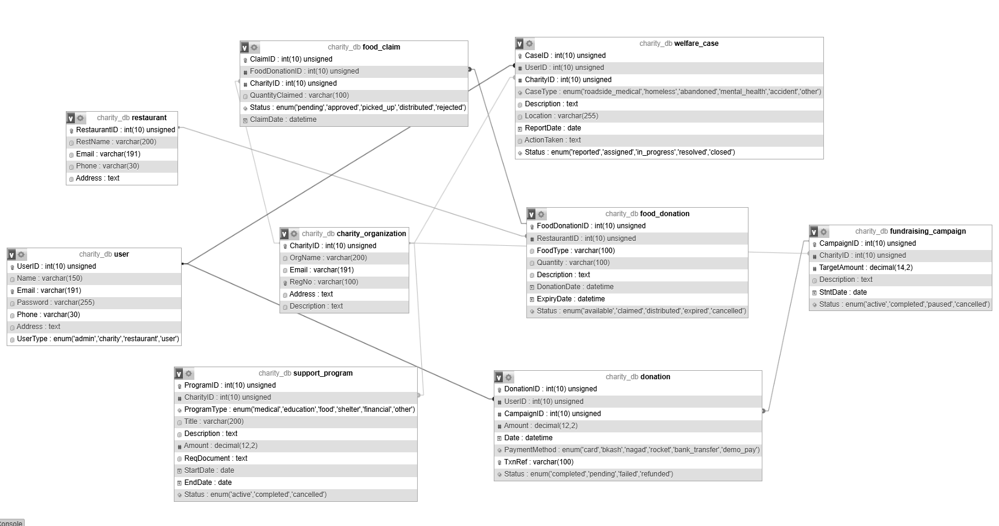 charity_db food_claim
ClaimID : int(10) unsigned
FoodDonationID : int(10) unsigned
CharityID : int(10) unsigned
QuantityClaimed : varchar(100)
Status : enum('pending','approved','picked_up','distributed','rejected')
ClaimDate : datetime
charity_db welfare_case
CaseID : int(10) unsigned
UserID : int(10) unsigned
CharityID : int(10) unsigned
CaseType : enum('roadside_medical','homeless','abandoned','mental_health','accident','other')
Description : text
Location : varchar(255)
ReportDate : date
ActionTaken : text
Status : enum('reported','assigned','in_progress','resolved','closed')
charity_db restaurant
RestaurantID : int(10) unsigned
RestName : varchar(200)
Email : varchar(191)
Phone : varchar(30)
Address : text
charity_db food_donation
FoodDonationID : int(10) unsigned
RestaurantID : int(10) unsigned
FoodType : varchar(100)
Quantity : varchar(100)
Description : text
DonationDate : datetime
ExpiryDate : datetime
Status : enum('available','claimed','distributed','expired','cancelled')
charity_db fundraising_campaign
CampaignID : int(10) unsigned
CharityID : int(10) unsigned
TargetAmount : decimal(14,2)
Description : text
StntDate : date
Status : enum('active','completed','paused','cancelled')
charity_db charity_organization
CharityID : int(10) unsigned
OrgName : varchar(200)
Email : varchar(191)
RegNo : varchar(100)
Address : text
Description : text
charity_db user
UserID : int(10) unsigned
Name : varchar(150)
Email : varchar(191)
Password : varchar(255)
Phone : varchar(30)
Address : text
UserType : enum('admin','charity','restaurant','user')
charity_db support_program
ProgramID : int(10) unsigned
CharityID : int(10) unsigned
ProgramType : enum('medical','education','food','shelter','financial','other')
Title : varchar(200)
Description : text
Amount : decimal(12,2)
ReqDocument : text
StartDate : date
EndDate : date
Status : enum('active','completed','cancelled')
charity_db donation
DonationID : int(10) unsigned
UserID : int(10) unsigned
CampaignID : int(10) unsigned
Amount : decimal(12,2)
Date : datetime
PaymentMethod : enum('card','bkash','nagad','rocket','bank_transfer','demo_pay')
TxnRef : varchar(100)
Status : enum('completed','pending','failed','refunded')
Console